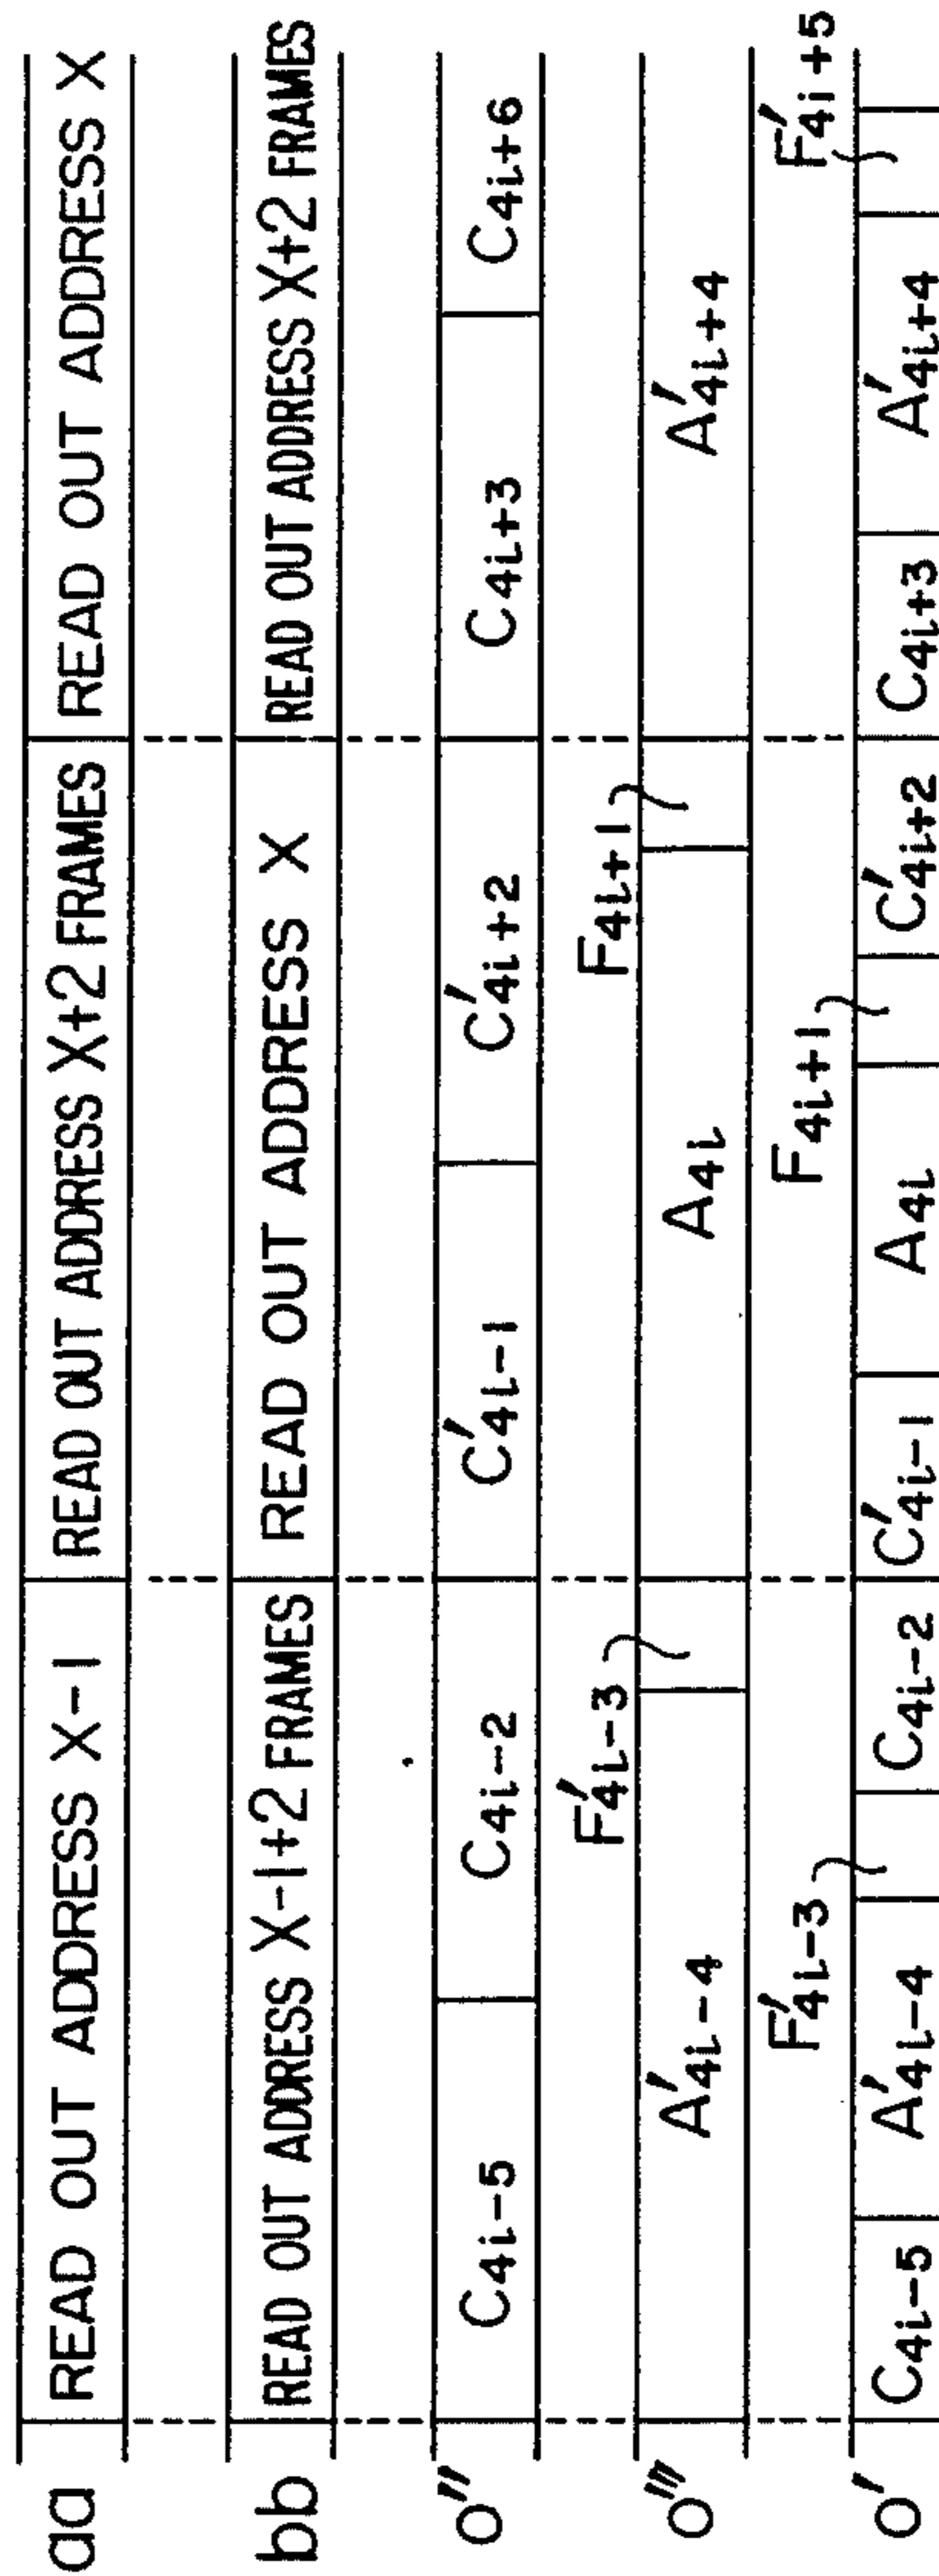 aa READ OUT ADDRESS X-1 READ OUT ADDRESS X+2 FRAMES READ OUT ADDRESS X
bb READ OUT ADDRESS X-1+2 FRAMES READ OUT ADDRESS X READ OUT ADDRESS X+2 FRAMES
o'' C4i-5 C4i-2 C'4i-1 C'4i+2 C4i+3 C4i+6
F'4i-3 F4i+1
o''' A'4i-4 A4i A'4i+4
F'4i-3 F4i+1 F'4i+5
o' C4i-5 A'4i-4 C4i-2 C'4i-1 A4i C'4i+2 C4i+3 A'4i+4